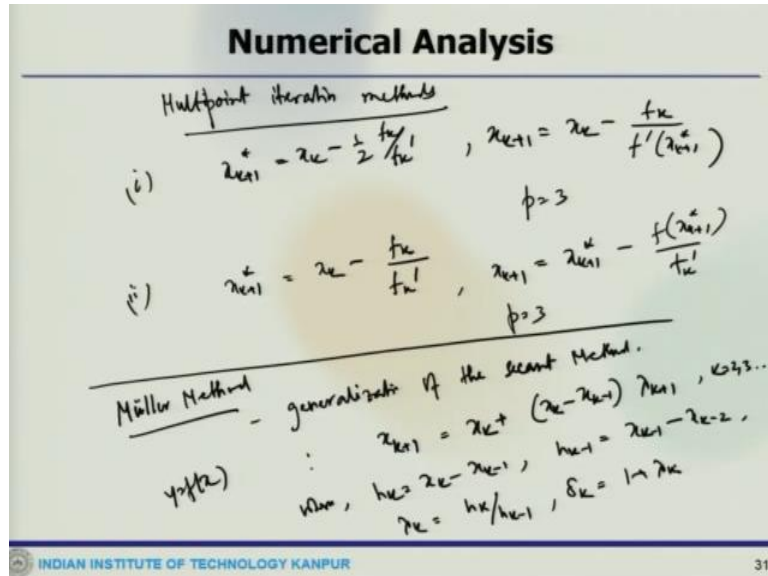 Numerical Analysis
Multipoint iteration methods
(i) x*ₖ₊₁ = xₖ - 1/2 fₖ/fₖ' , xₖ₊₁ = xₖ - fₖ/f'(x*ₖ₊₁)
p=3
(ii) x*ₖ₊₁ = xₖ - fₖ/fₖ' , xₖ₊₁ = x*ₖ₊₁ - f(x*ₖ₊₁)/fₖ'
p=3
Müller Method - generalization of the secant Method.
y=f(x) : xₖ₊₁ = xₖ + (xₖ-xₖ₋₁) λₖ₊₁ , k=2,3...
where, hₖ= xₖ-xₖ₋₁, hₖ₋₁= xₖ₋₁-xₖ₋₂,
λₖ = hₖ/hₖ₋₁ , δₖ = 1+λₖ
INDIAN INSTITUTE OF TECHNOLOGY KANPUR
31